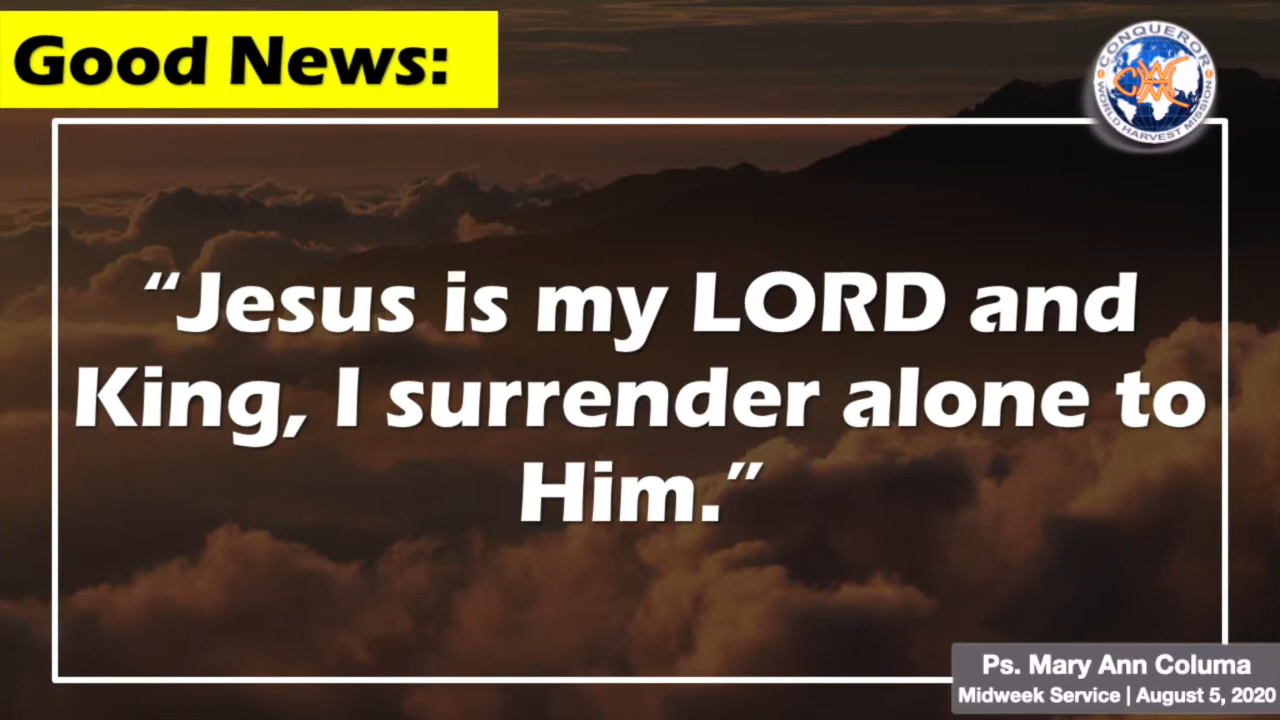 Good News:
CONQUEROR
CWHM
WORLD HARVEST MISSION
“Jesus is my LORD and
King, I surrender alone to
Him.”
Ps. Mary Ann Columa
Midweek Service | August 5, 2020